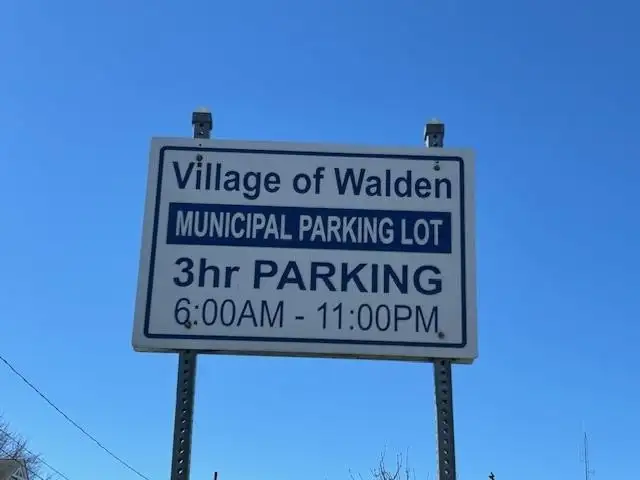 Village of Walden
MUNICIPAL PARKING LOT
3hr PARKING
6:00AM - 11:00PM